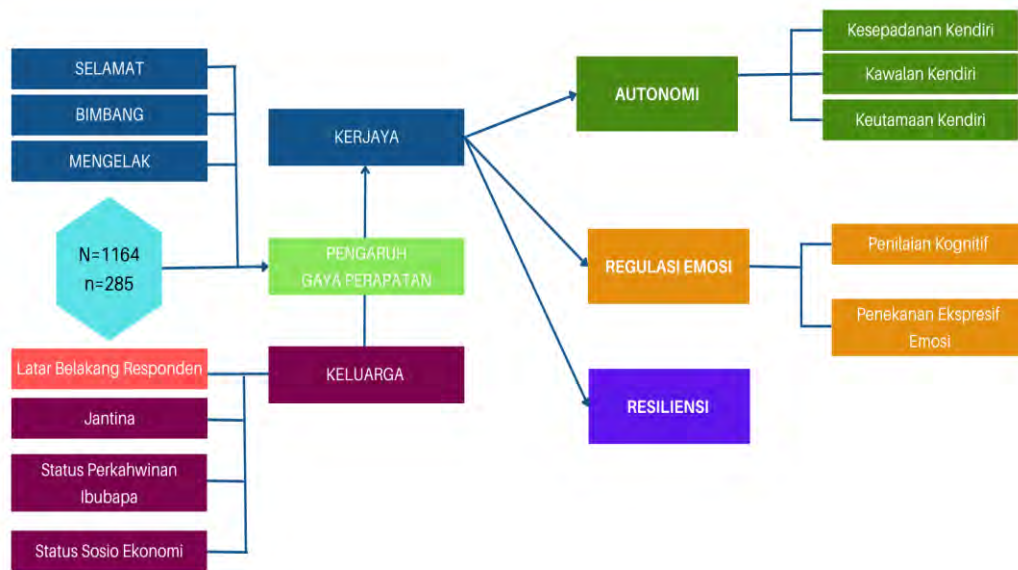 SELAMAT
BIMBANG
MENGELAK
N=1164
n=285
Latar Belakang Responden
Jantina
Status Perkahwinan
Ibubapa
Status Sosio Ekonomi
KERJAYA
PENGARUH
GAYA PERAPATAN
KELUARGA
AUTONOMI
REGULASI EMOSI
RESILIENSI
Kesepadanan Kendiri
Kawalan Kendiri
Keutamaan Kendiri
Penilaian Kognitif
Penekanan Ekspresif
Emosi